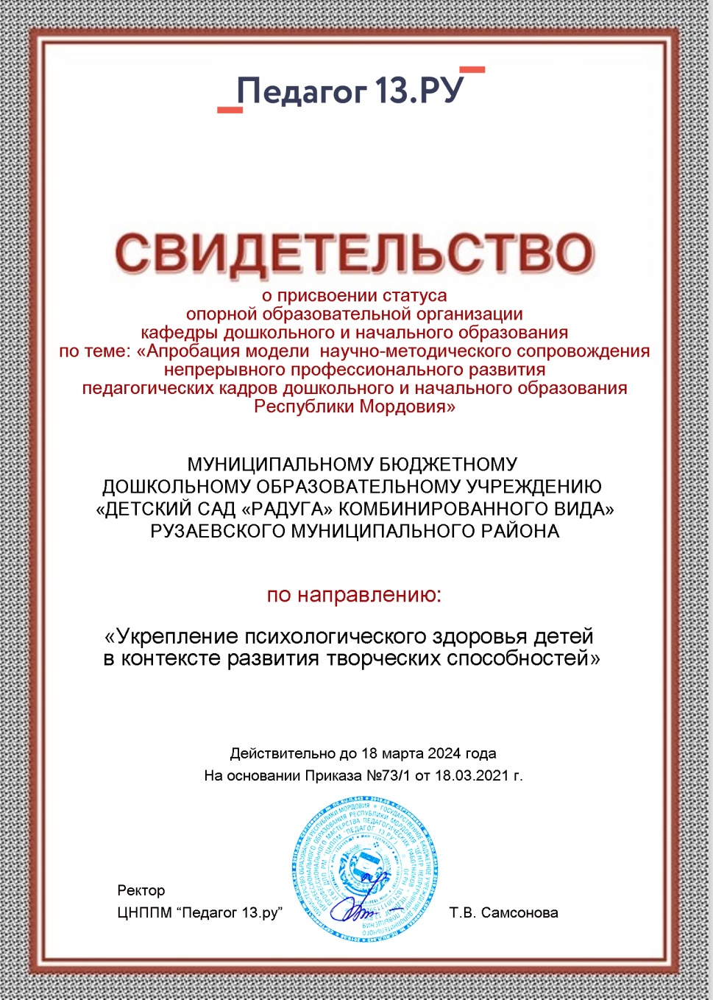 Педагог 13.РУ
СВИДЕТЕЛЬСТВО
о присвоении статуса
опорной образовательной организации
кафедры дошкольного и начального образования
по теме: «Апробация модели научно-методического сопровождения
непрерывного профессионального развития
педагогических кадров дошкольного и начального образования
Республики Мордовия»
МУНИЦИПАЛЬНОМУ БЮДЖЕТНОМУ
ДОШКОЛЬНОМУ ОБРАЗОВАТЕЛЬНОМУ УЧРЕЖДЕНИЮ
«ДЕТСКИЙ САД «РАДУГА» КОМБИНИРОВАННОГО ВИДА»
РУЗАЕВСКОГО МУНИЦИПАЛЬНОГО РАЙОНА
по направлению:
«Укрепление психологического здоровья детей
в контексте развития творческих способностей»
Действительно до 18 марта 2024 года
На основании Приказа №73/1 от 18.03.2021 г.
Ректор
ЦНППМ “Педагог 13.ру”
Т.В. Самсонова